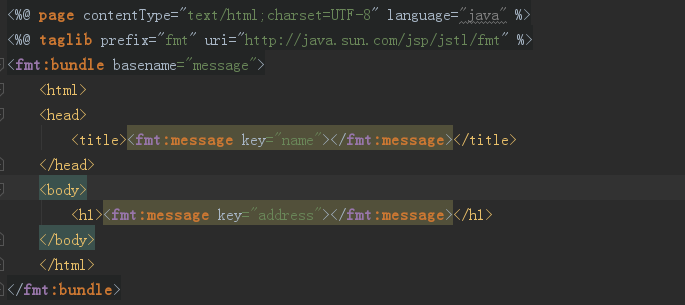 <%@ page contentType="text/html;charset=UTF-8" language="java" %>
<%@ taglib prefix="fmt" uri="http://java.sun.com/jsp/jstl/fmt" %>
<fmt:bundle basename="message">
<html>
<head>
<title><fmt:message key="name"></fmt:message></title>
</head>
<body>
<h1><fmt:message key="address"></fmt:message></h1>
</body>
</html>
</fmt:bundle>